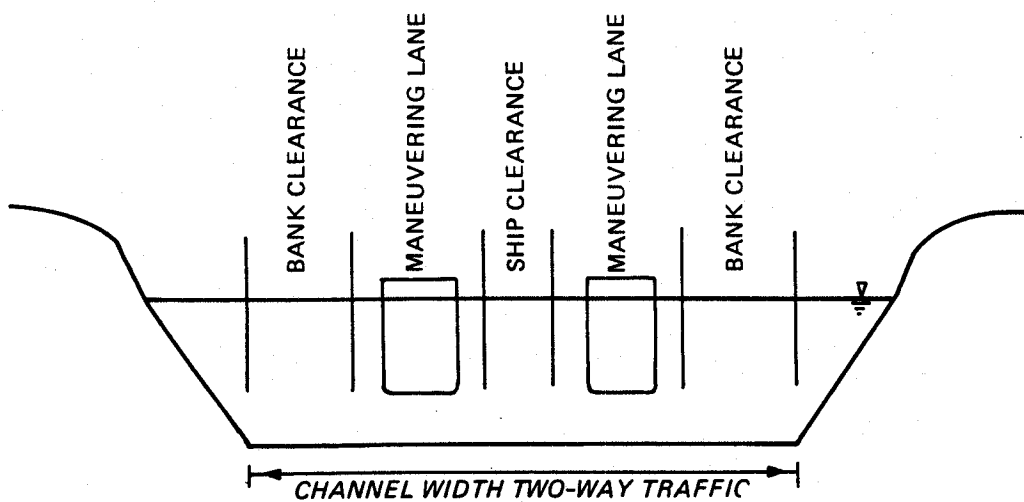 BANK CLEARANCE
MANEUVERING LANE
SHIP CLEARANCE
MANEUVERING LANE
BANK CLEARANCE
CHANNEL WIDTH TWO-WAY TRAFFIC